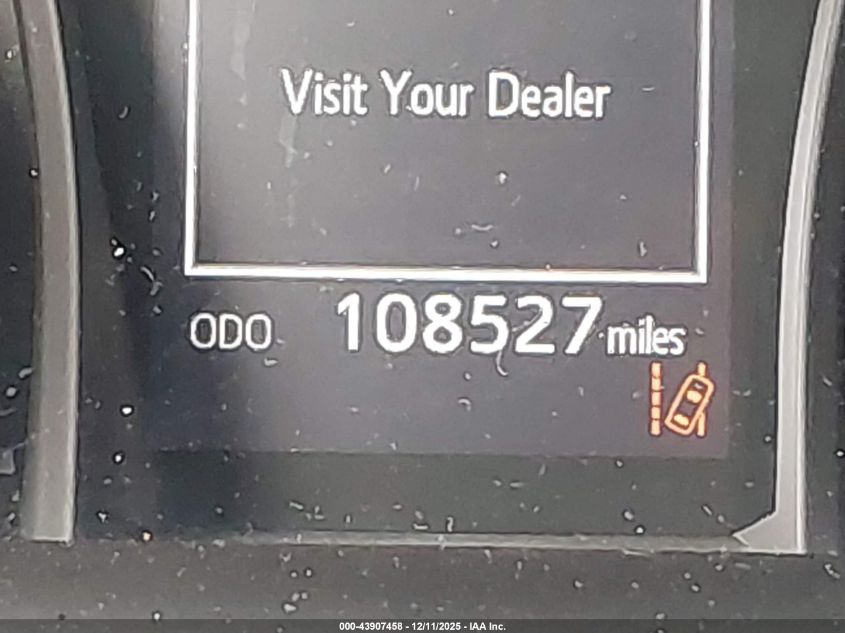 Visit Your Dealer
ODO 108527 miles
000-43907458 - 12/11/2025 - IAA Inc.